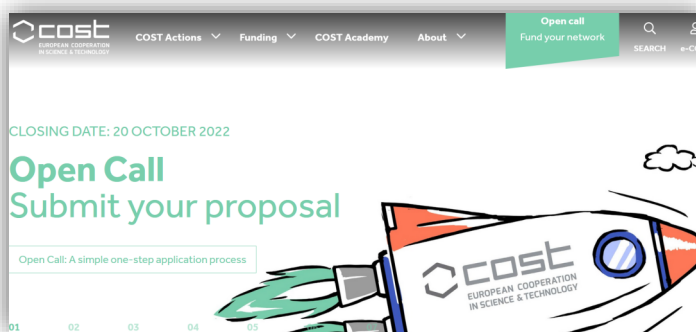 cost
EUROPEAN COOPERATION
IN SCIENCE & TECHNOLOGY
COST Actions
Funding
COST Academy
About
Open call
Fund your network
SEARCH
CLOSING DATE: 20 OCTOBER 2022
Open Call
Submit your proposal
Open Call: A simple one-step application process
01 02 03 04 05
cost
EUROPEAN COOPERATION
IN SCIENCE & TECHNOLOGY